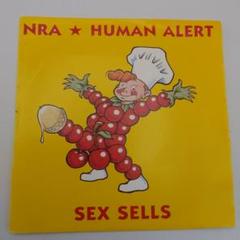 NRA ★ HUMAN ALERT
SEX SELLS